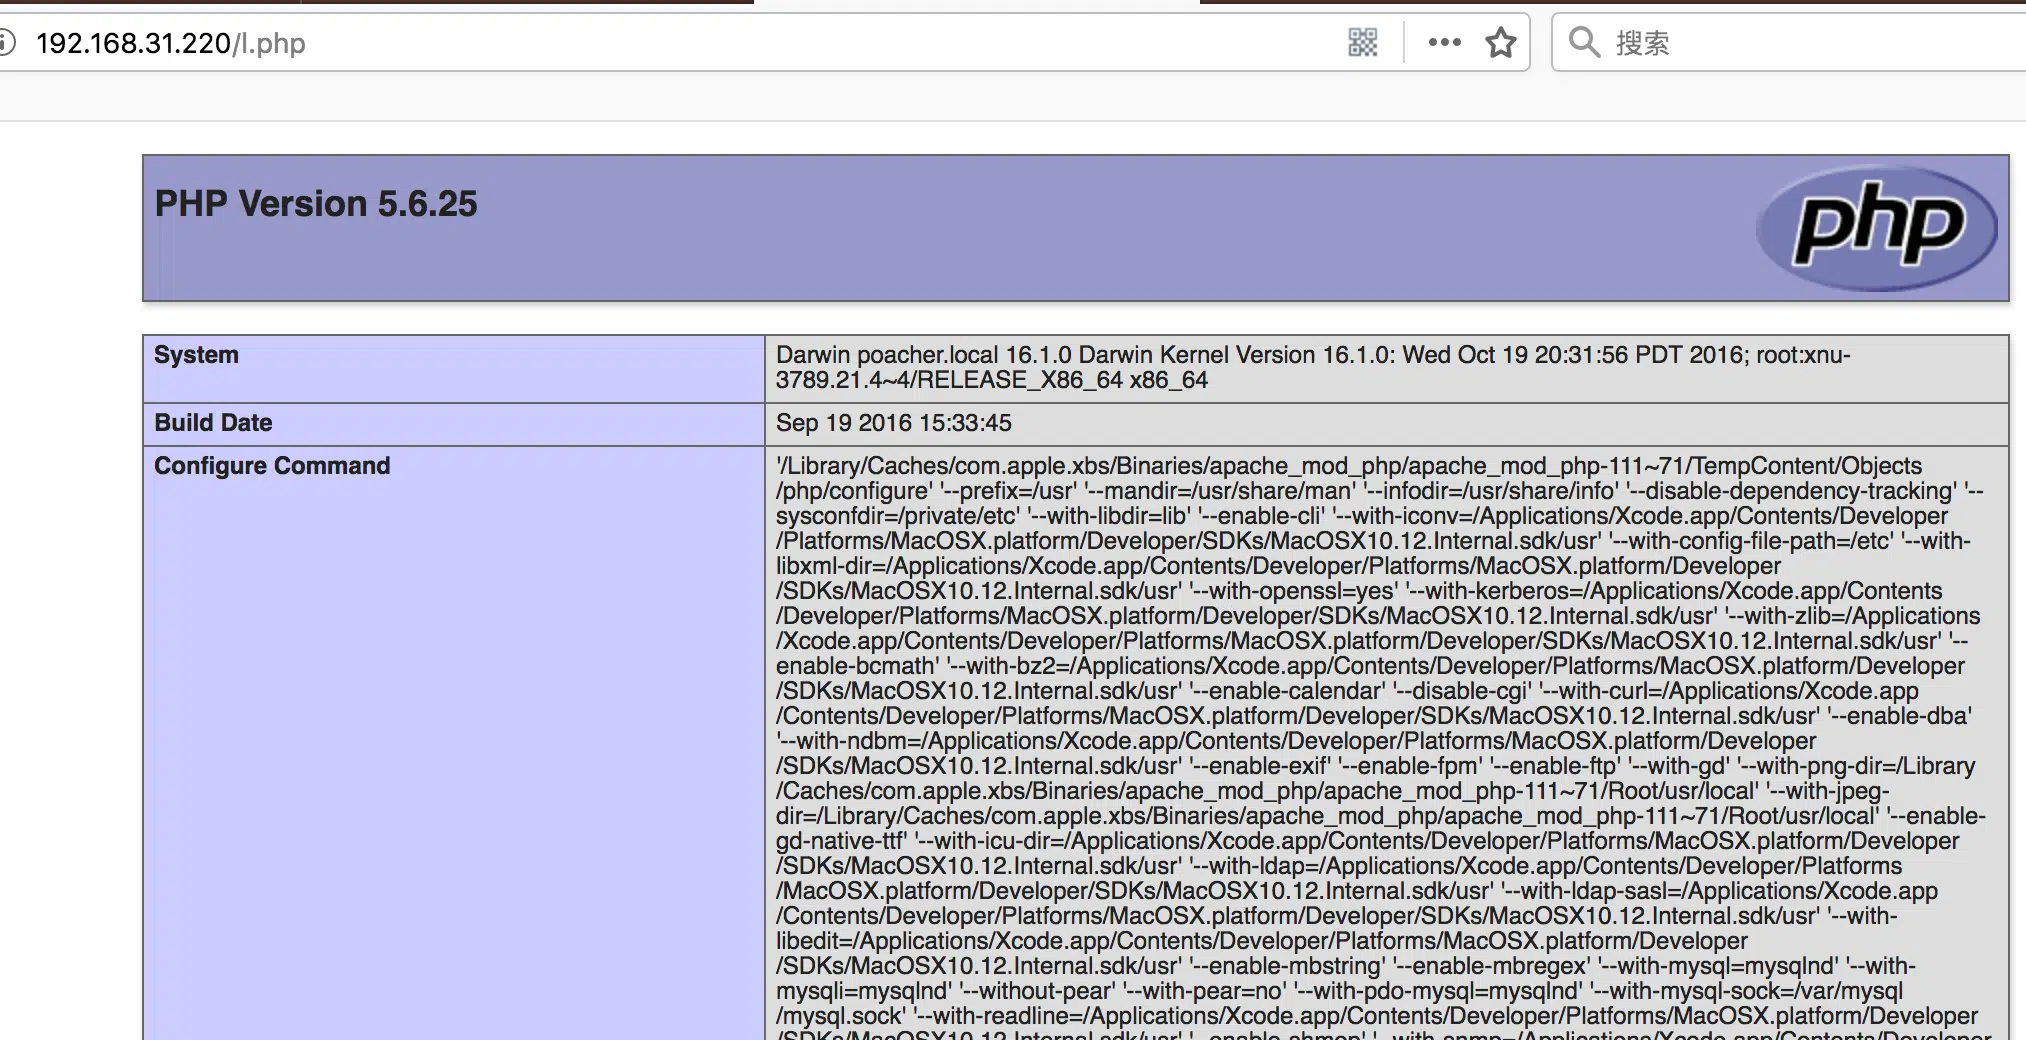 192.168.31.220/l.php
搜索
PHP Version 5.6.25
php
System
Darwin poacher.local 16.1.0 Darwin Kernel Version 16.1.0: Wed Oct 19 20:31:56 PDT 2016; root:xnu-
3789.21.4~4/RELEASE_X86_64 x86_64
Build Date
Sep 19 2016 15:33:45
Configure Command
'/Library/Caches/com.apple.xbs/Binaries/apache_mod_php/apache_mod_php-111~71/TempContent/Objects
/php/configure' '--prefix=/usr' '--mandir=/usr/share/man' '--infodir=/usr/share/info' '--disable-dependency-tracking' '--
sysconfdir=/private/etc' '--with-libdir=lib' '--enable-cli' '--with-iconv=/Applications/Xcode.app/Contents/Developer
/Platforms/MacOSX.platform/Developer/SDKs/MacOSX10.12.Internal.sdk/usr' '--with-config-file-path=/etc' '--with-
libxml-dir=/Applications/Xcode.app/Contents/Developer/Platforms/MacOSX.platform/Developer
/SDKs/MacOSX10.12.Internal.sdk/usr' '--with-openssl=yes' '--with-kerberos=/Applications/Xcode.app/Contents
/Developer/Platforms/MacOSX.platform/Developer/SDKs/MacOSX10.12.Internal.sdk/usr' '--with-zlib=/Applications
/Xcode.app/Contents/Developer/Platforms/MacOSX.platform/Developer/SDKs/MacOSX10.12.Internal.sdk/usr' '--
enable-bcmath' '--with-bz2=/Applications/Xcode.app/Contents/Developer/Platforms/MacOSX.platform/Developer
/SDKs/MacOSX10.12.Internal.sdk/usr' '--enable-calendar' '--disable-cgi' '--with-curl=/Applications/Xcode.app
/Contents/Developer/Platforms/MacOSX.platform/Developer/SDKs/MacOSX10.12.Internal.sdk/usr' '--enable-dba'
'--with-ndbm=/Applications/Xcode.app/Contents/Developer/Platforms/MacOSX.platform/Developer
/SDKs/MacOSX10.12.Internal.sdk/usr' '--enable-exif' '--enable-fpm' '--enable-ftp' '--with-gd' '--with-png-dir=/Library
/Caches/com.apple.xbs/Binaries/apache_mod_php/apache_mod_php-111~71/Root/usr/local' '--with-jpeg-
dir=/Library/Caches/com.apple.xbs/Binaries/apache_mod_php/apache_mod_php-111~71/Root/usr/local' '--enable-
gd-native-ttf' '--with-icu-dir=/Applications/Xcode.app/Contents/Developer/Platforms/MacOSX.platform/Developer
/SDKs/MacOSX10.12.Internal.sdk/usr' '--with-ldap=/Applications/Xcode.app/Contents/Developer/Platforms
/MacOSX.platform/Developer/SDKs/MacOSX10.12.Internal.sdk/usr' '--with-ldap-sasl=/Applications/Xcode.app
/Contents/Developer/Platforms/MacOSX.platform/Developer/SDKs/MacOSX10.12.Internal.sdk/usr' '--with-
libedit=/Applications/Xcode.app/Contents/Developer/Platforms/MacOSX.platform/Developer
/SDKs/MacOSX10.12.Internal.sdk/usr' '--enable-mbstring' '--enable-mbregex' '--with-mysql=mysqlnd' '--with-
mysqli=mysqlnd' '--without-pear' '--with-pear=no' '--with-pdo-mysql=mysqlnd' '--with-mysql-sock=/var/mysql
/mysql.sock' '--with-readline=/Applications/Xcode.app/Contents/Developer/Platforms/MacOSX.platform/Developer
/SDKs/MacOSX10.12.Internal.sdk/usr' '--enable-shmop' '--with-snmp=/Applications/Xcode.app/Contents/Developer